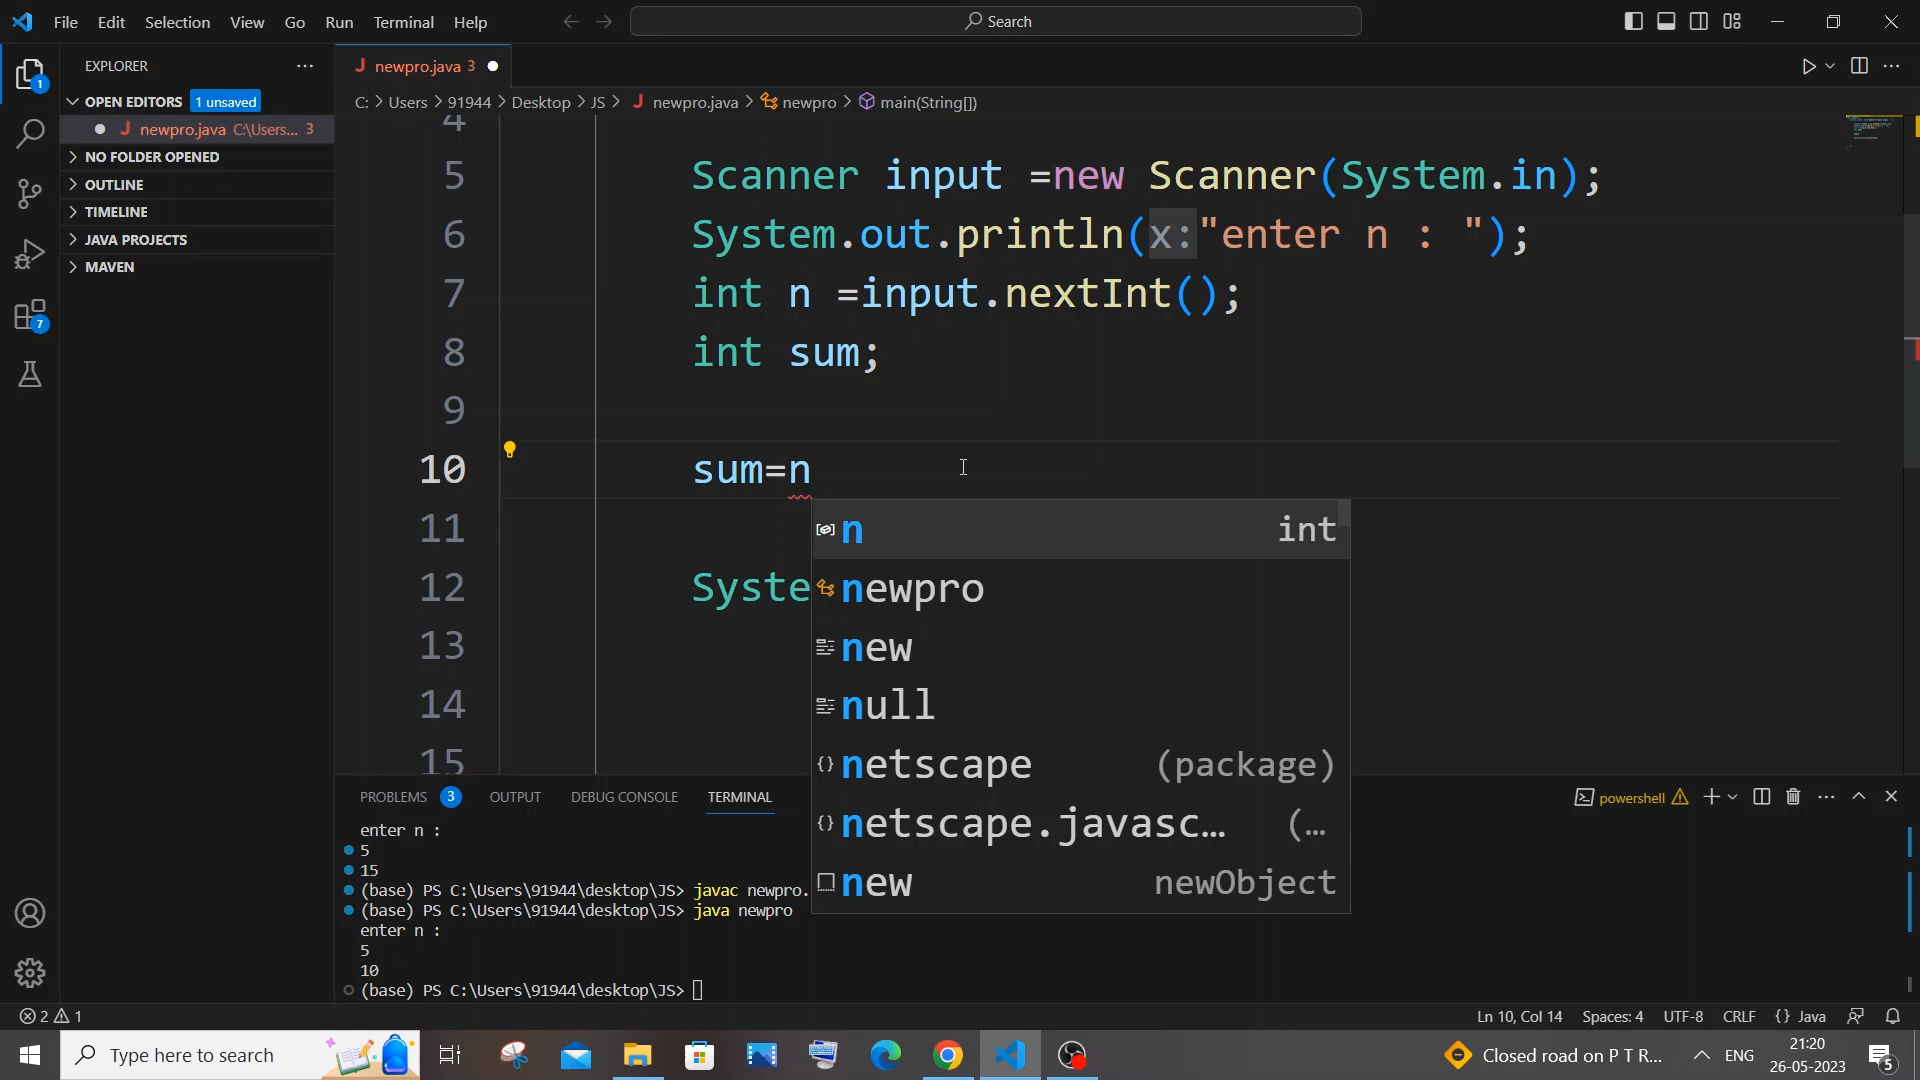 File Edit Selection View Go Run Terminal Help
Search
EXPLORER
OPEN EDITORS 1 unsaved
newpro.java C:\Users... 3
NO FOLDER OPENED
OUTLINE
TIMELINE
JAVA PROJECTS
MAVEN
1
7
J newpro.java 3
C: > Users > 91944 > Desktop > JS > J newpro.java > newpro > main(String[])
4
5 Scanner input =new Scanner(System.in);
6 System.out.println(x:"enter n : ");
7 int n =input.nextInt();
8 int sum;
9
10 sum=n
11
12 Syste
13
14
15
n int
newpro
new
null
netscape (package)
netscape.javasc... (...
new newObject
PROBLEMS 3 OUTPUT DEBUG CONSOLE TERMINAL
powershell
enter n :
5
15
(base) PS C:\Users\91944\desktop\JS> javac newpro.
(base) PS C:\Users\91944\desktop\JS> java newpro
enter n :
5
10
(base) PS C:\Users\91944\desktop\JS>
2 1
Ln 10, Col 14 Spaces: 4 UTF-8 CRLF {} Java
Type here to search
Closed road on P T R...
ENG
21:20
26-05-2023
5